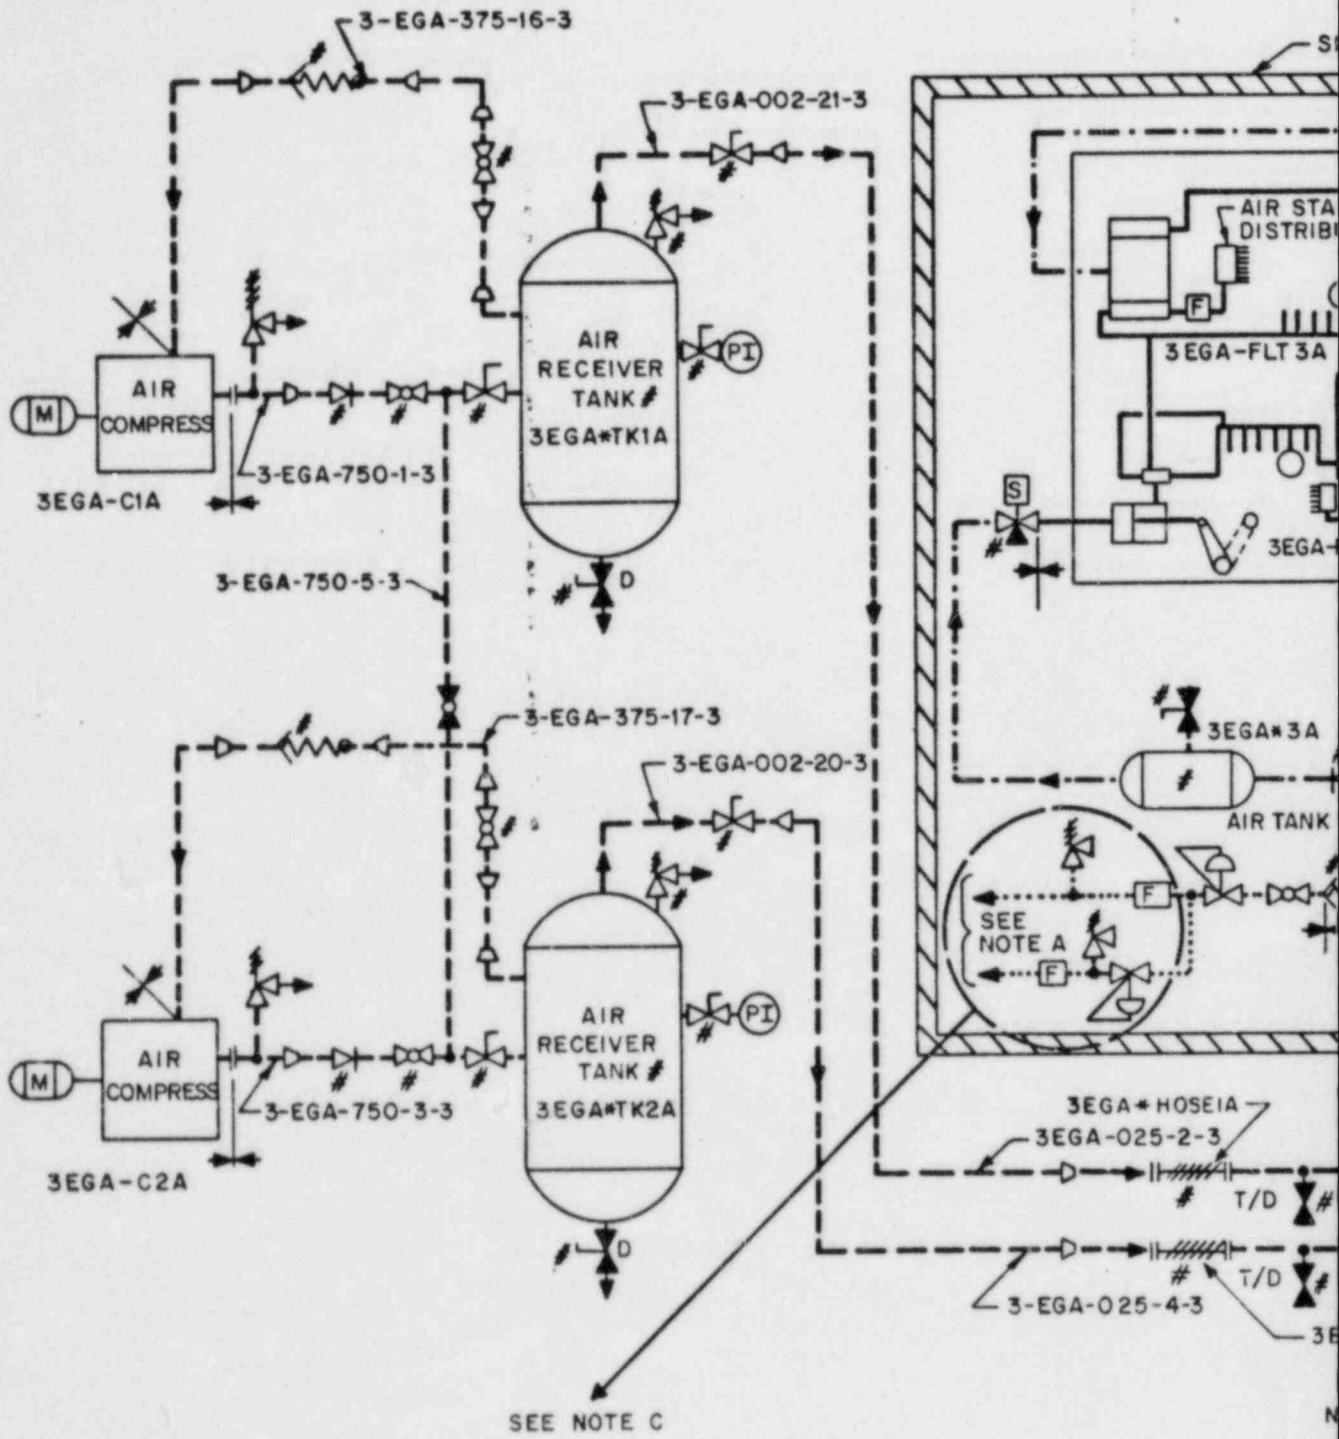 3-EGA-375-16-3
3-EGA-002-21-3
AIR
DISTRIB
F
3EGA-FLT 3A
AIR
RECEIVER
TANK #
3EGA*TK1A
PI
M
AIR
COMPRESS
3-EGA-750-1-3
3EGA-C1A
S
#
3EGA-
3-EGA-750-5-3
# D
3-EGA-375-17-3
3EGA*3A
3-EGA-002-20-3
#
AIR TANK
F
SEE
NOTE A
F
AIR
RECEIVER
TANK #
3EGA*TK2A
PI
M
AIR
COMPRESS
3-EGA-750-3-3
3EGA-C2A
3EGA*HOSE1A
3EGA-025-2-3
# T/D #
# D
# T/D #
3-EGA-025-4-3
SEE NOTE C